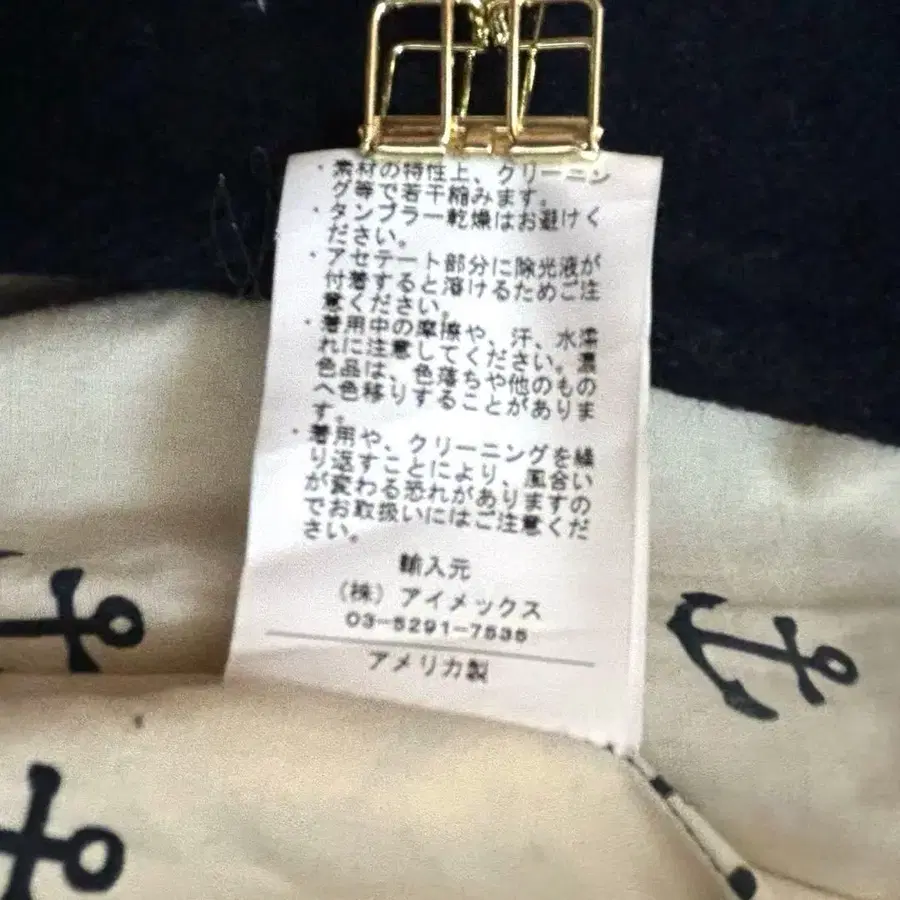 ・素材の特性上、クリーニン
グ等で若干縮みます。
・タンブラー乾燥はお避けく
ださい。
・アセテート部分に除光液が
付着すると溶けるためご注
意ください。
・着用中の摩擦や、汗、水濡
れに注意してください。濃
色品は、色落ちや他のもの
へ色移りすることがありま
す。
・着用や、クリーニングを繰
り返すことにより、風合い
が変わる恐れがありますの
でお取扱いにはご注意くだ
さい。
輸入元
（株）アイメックス
03-5291-7535
アメリカ製